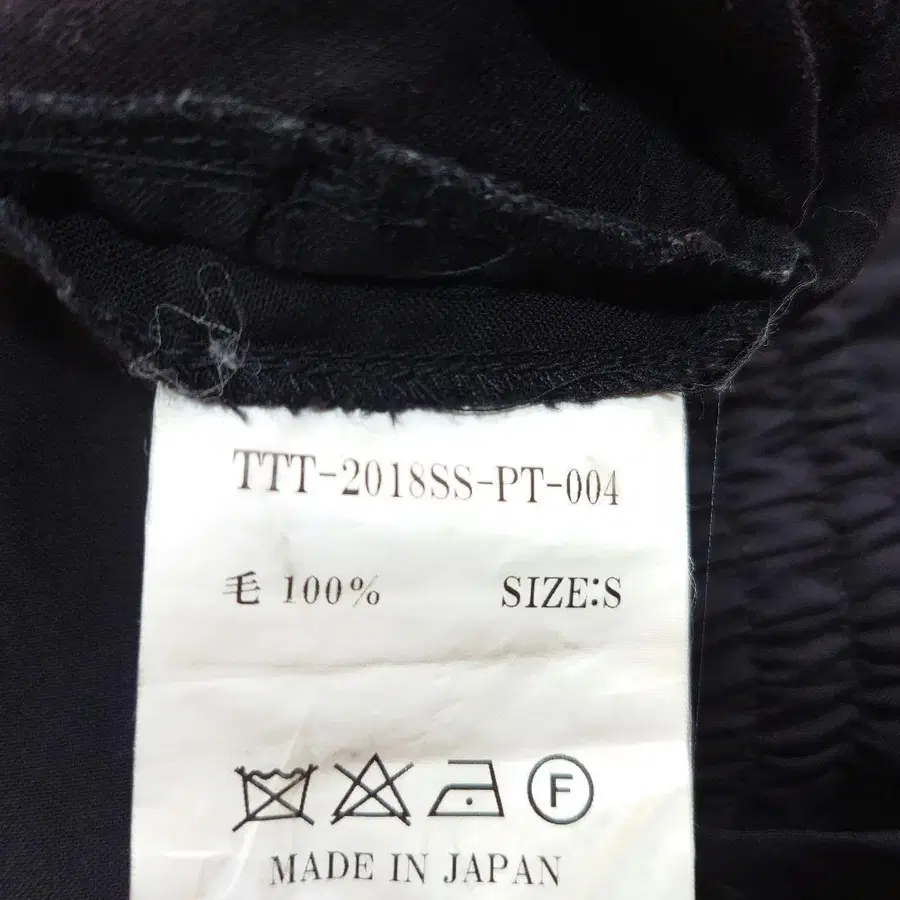 TTT-2018SS-PT-004
毛 100% SIZE:S
F
MADE IN JAPAN